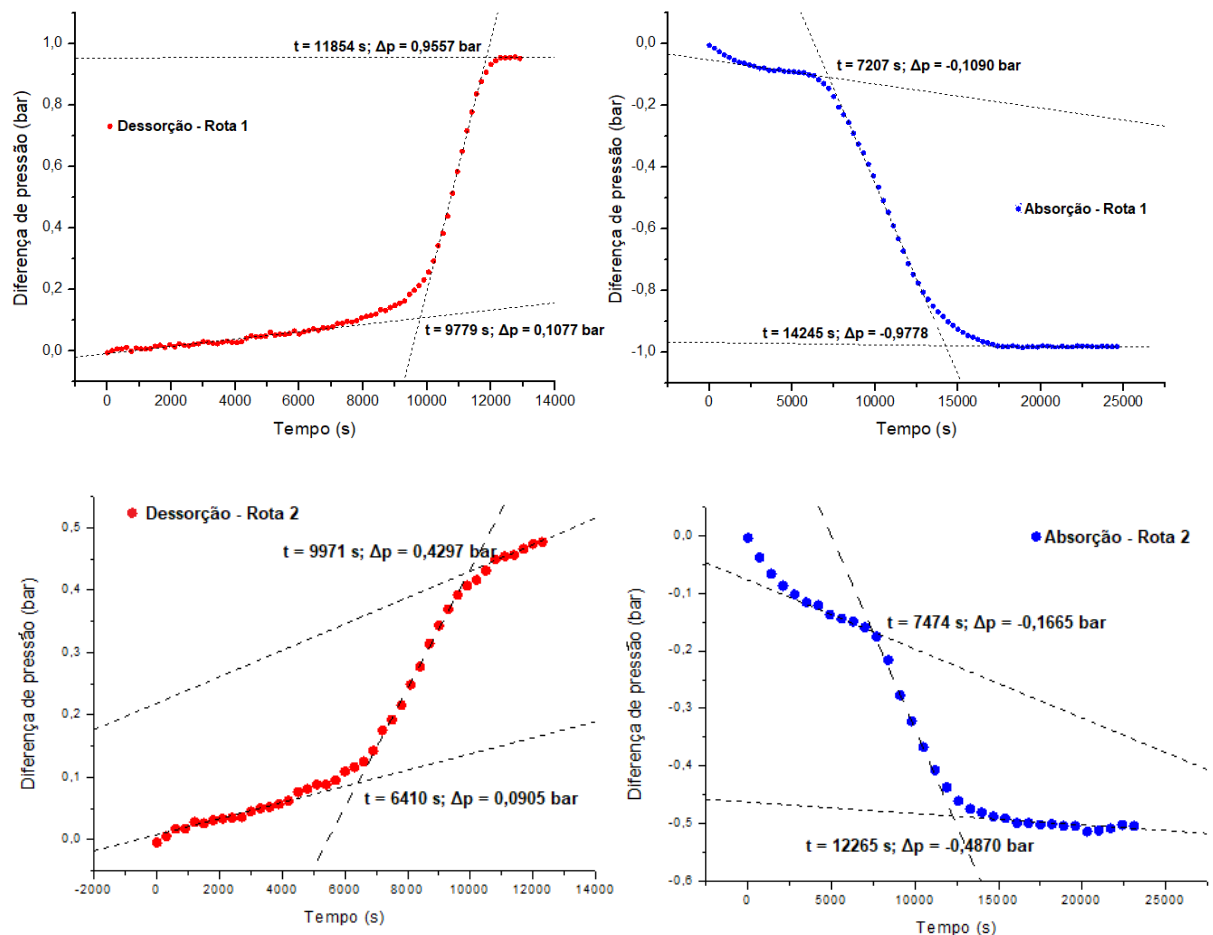 t = 11854 s; Δp = 0,9557 bar
Dessorção - Rota 1
t = 9779 s; Δp = 0,1077 bar
Diferença de pressão (bar)
1,0
0,8
0,6
0,4
0,2
0,0
0 2000 4000 6000 8000 10000 12000 14000
Tempo (s)
t = 7207 s; Δp = -0,1090 bar
Absorção - Rota 1
t = 14245 s; Δp = -0,9778
Diferença de pressão (bar)
0,0
-0,2
-0,4
-0,6
-0,8
-1,0
0 5000 10000 15000 20000 25000
Tempo (s)
Dessorção - Rota 2
t = 9971 s; Δp = 0,4297 bar
t = 6410 s; Δp = 0,0905 bar
Diferença de pressão (bar)
0,5
0,4
0,3
0,2
0,1
0,0
-2000 0 2000 4000 6000 8000 10000 12000 14000
Tempo (s)
Absorção - Rota 2
t = 7474 s; Δp = -0,1665 bar
t = 12265 s; Δp = -0,4870 bar
Diferença de pressão (bar)
0,0
-0,1
-0,2
-0,3
-0,4
-0,5
-0,6
0 5000 10000 15000 20000 25000
Tempo (s)